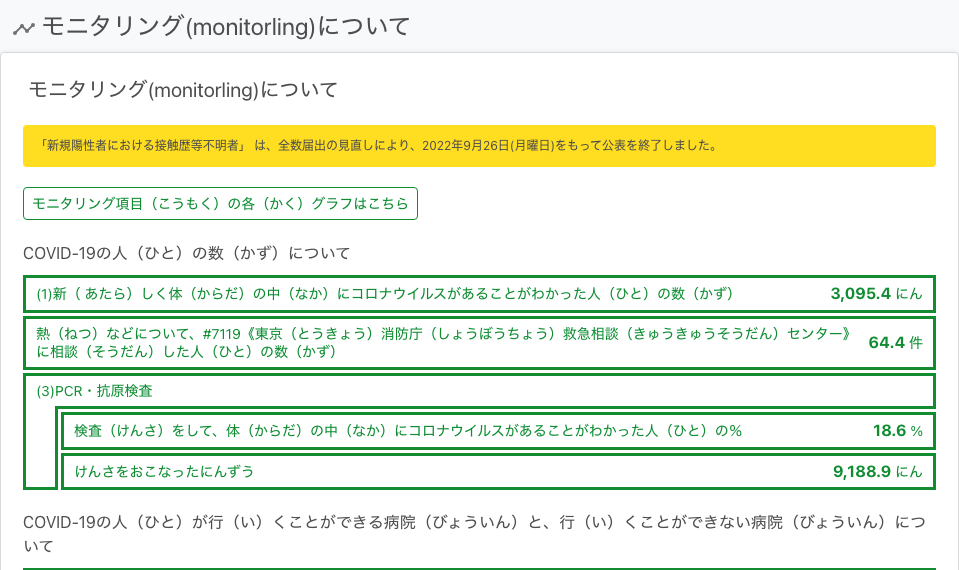 モニタリング(monitorling)について
モニタリング(monitorling)について
「新規陽性者における接触歴等不明者」 は、全数届出の見直しにより、2022年9月26日(月曜日)をもって公表を終了しました。
モニタリング項目（こうもく）の各（かく）グラフはこちら
COVID-19の人（ひと）の数（かず）について
(1)新（ あたら）しく体（からだ）の中（なか）にコロナウイルスがあることがわかった人（ひと）の数（かず） 3,095.4 にん
熱（ねつ）などについて、#7119《東京（とうきょう）消防庁（しょうぼうちょう）救急相談（きゅうきゅうそうだん）センター》
に相談（そうだん）した人（ひと）の数（かず） 64.4 件
(3)PCR・抗原検査
検査（けんさ）をして、体（からだ）の中（なか）にコロナウイルスがあることがわかった人（ひと）の% 18.6 %
けんさをおこなったにんずう 9,188.9 にん
COVID-19の人（ひと）が行（い）くことができる病院（びょういん）と、行（い）くことができない病院（びょういん）につ
いて